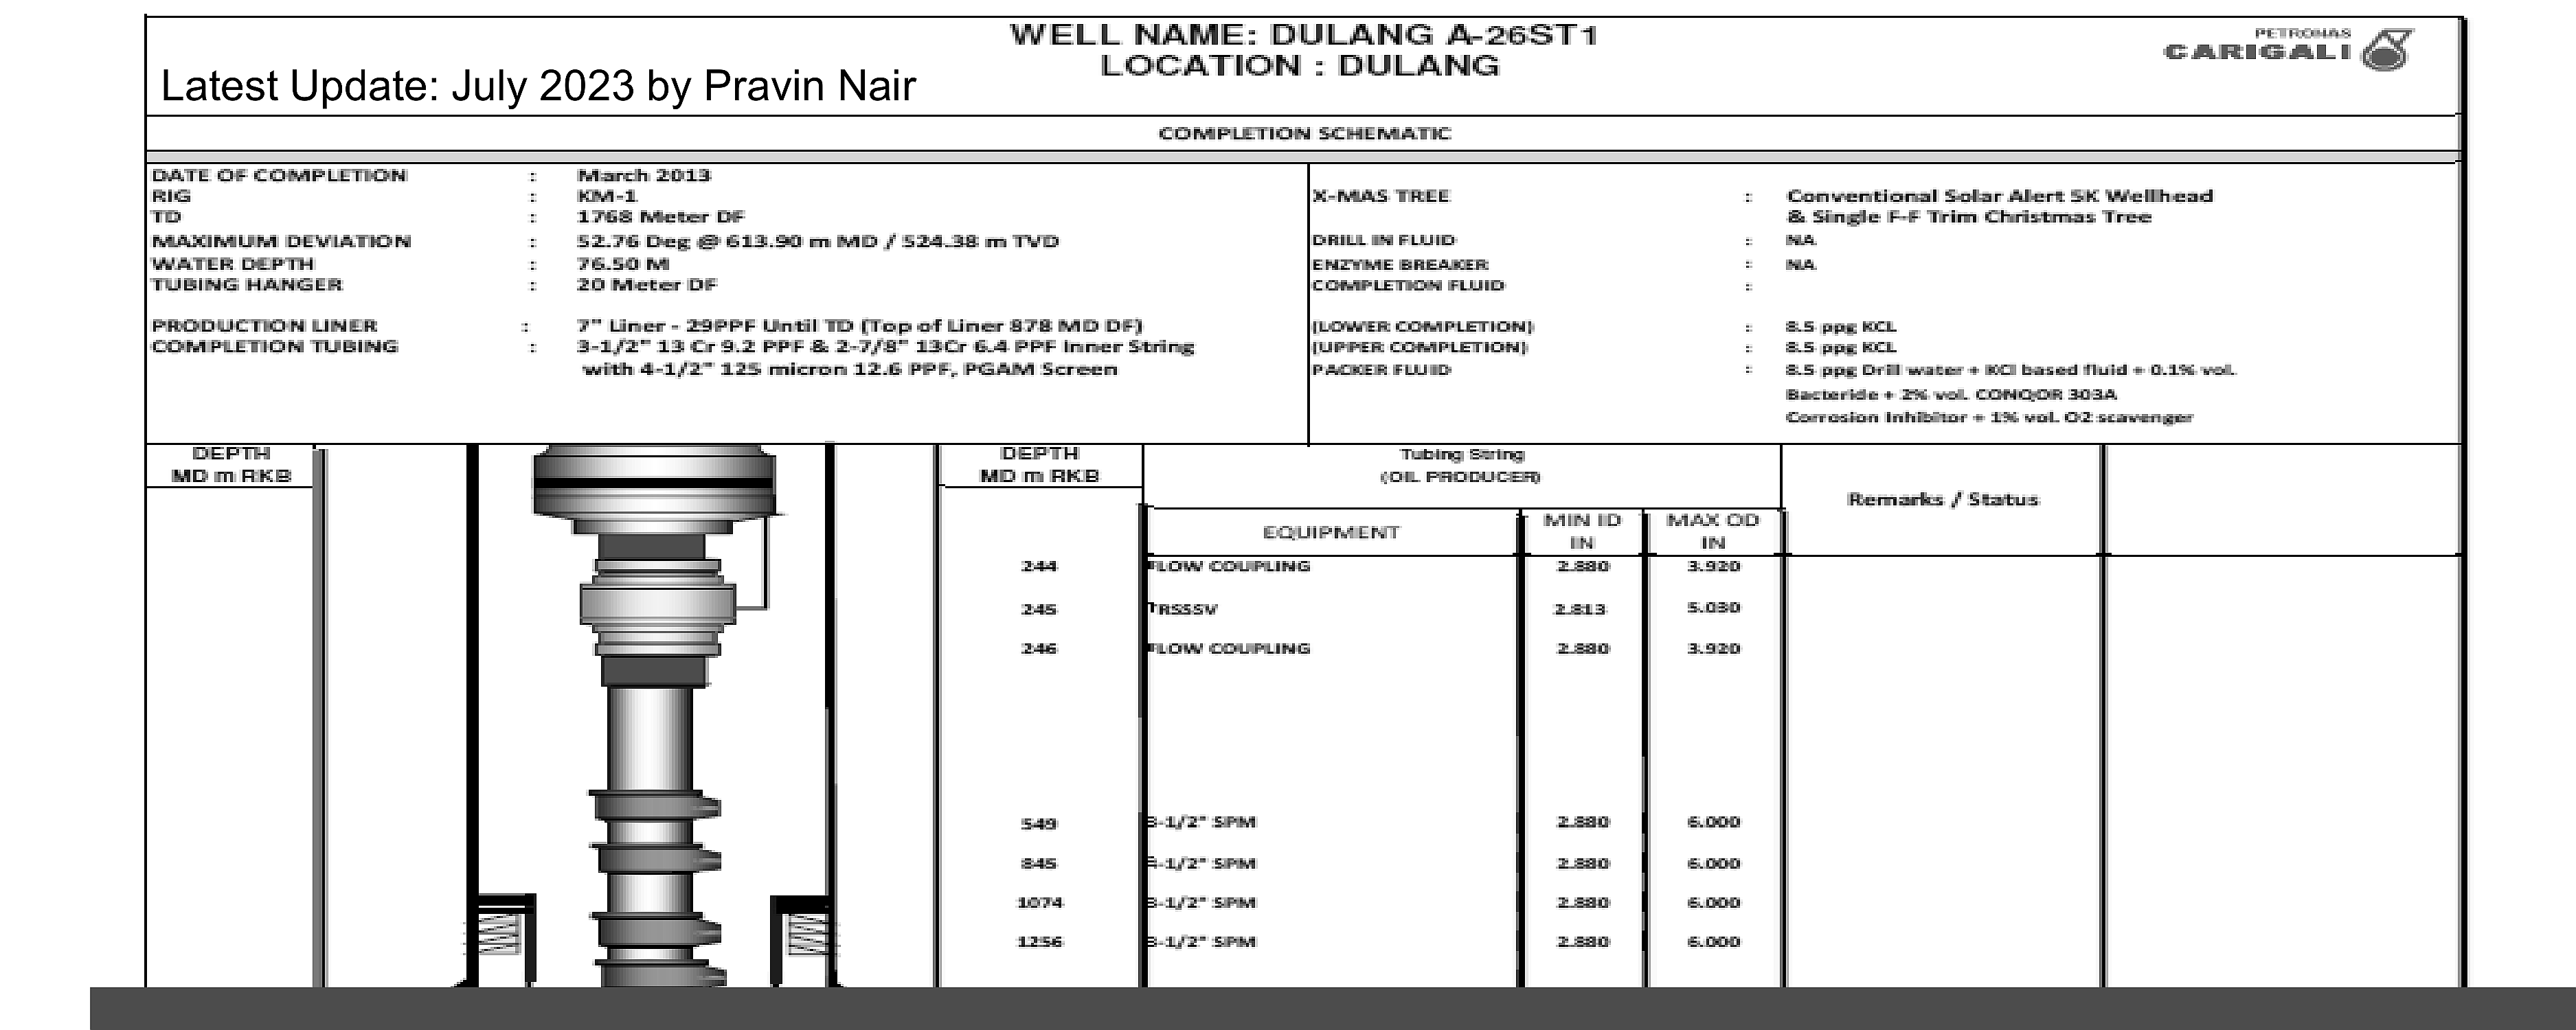 WELL NAME: DULANG A-26ST1
LOCATION : DULANG
PETRONAS
CARIGALI
Latest Update: July 2023 by Pravin Nair
COMPLETION SCHEMATIC
DATE OF COMPLETION : March 2013
RIG : KM-1
TD : 1768 Meter DF
MAXIMUM DEVIATION : 52.76 Deg @ 613.90 m MD / 524.38 m TVD
WATER DEPTH : 76.50 M
TUBING HANGER : 20 Meter DF
PRODUCTION LINER : 7" Liner - 29PPF Until TD (Top of Liner 878 MD DF)
COMPLETION TUBING : 3-1/2" 13 Cr 9.2 PPF & 2-7/8" 13Cr 6.4 PPF Inner String
with 4-1/2" 125 micron 12.6 PPF, PGAM Screen
X-MAS TREE : Conventional Solar Alert 5K Wellhead
& Single F-F Trim Christmas Tree
DRILL IN FLUID : NA
ENZYME BREAKER : NA
COMPLETION FLUID :
(LOWER COMPLETION) : 8.5 ppg KCL
(UPPER COMPLETION) : 8.5 ppg KCL
PACKER FLUID : 8.5 ppg Drill water + KCl based fluid + 0.1% vol.
Bactericide + 2% vol. CONQOR 303A
Corrosion Inhibitor + 1% vol. O2 scavenger
DEPTH
MD m RKB
DEPTH
MD m RKB
Tubing String
(OIL PRODUCER)
Remarks / Status
EQUIPMENT
MIN ID
IN
MAX OD
IN
244 FLOW COUPLING 2.880 3.920
245 TRSSSV 2.813 5.030
246 FLOW COUPLING 2.880 3.920
549 3-1/2" SPM 2.880 6.000
845 3-1/2" SPM 2.880 6.000
1074 3-1/2" SPM 2.880 6.000
1256 3-1/2" SPM 2.880 6.000